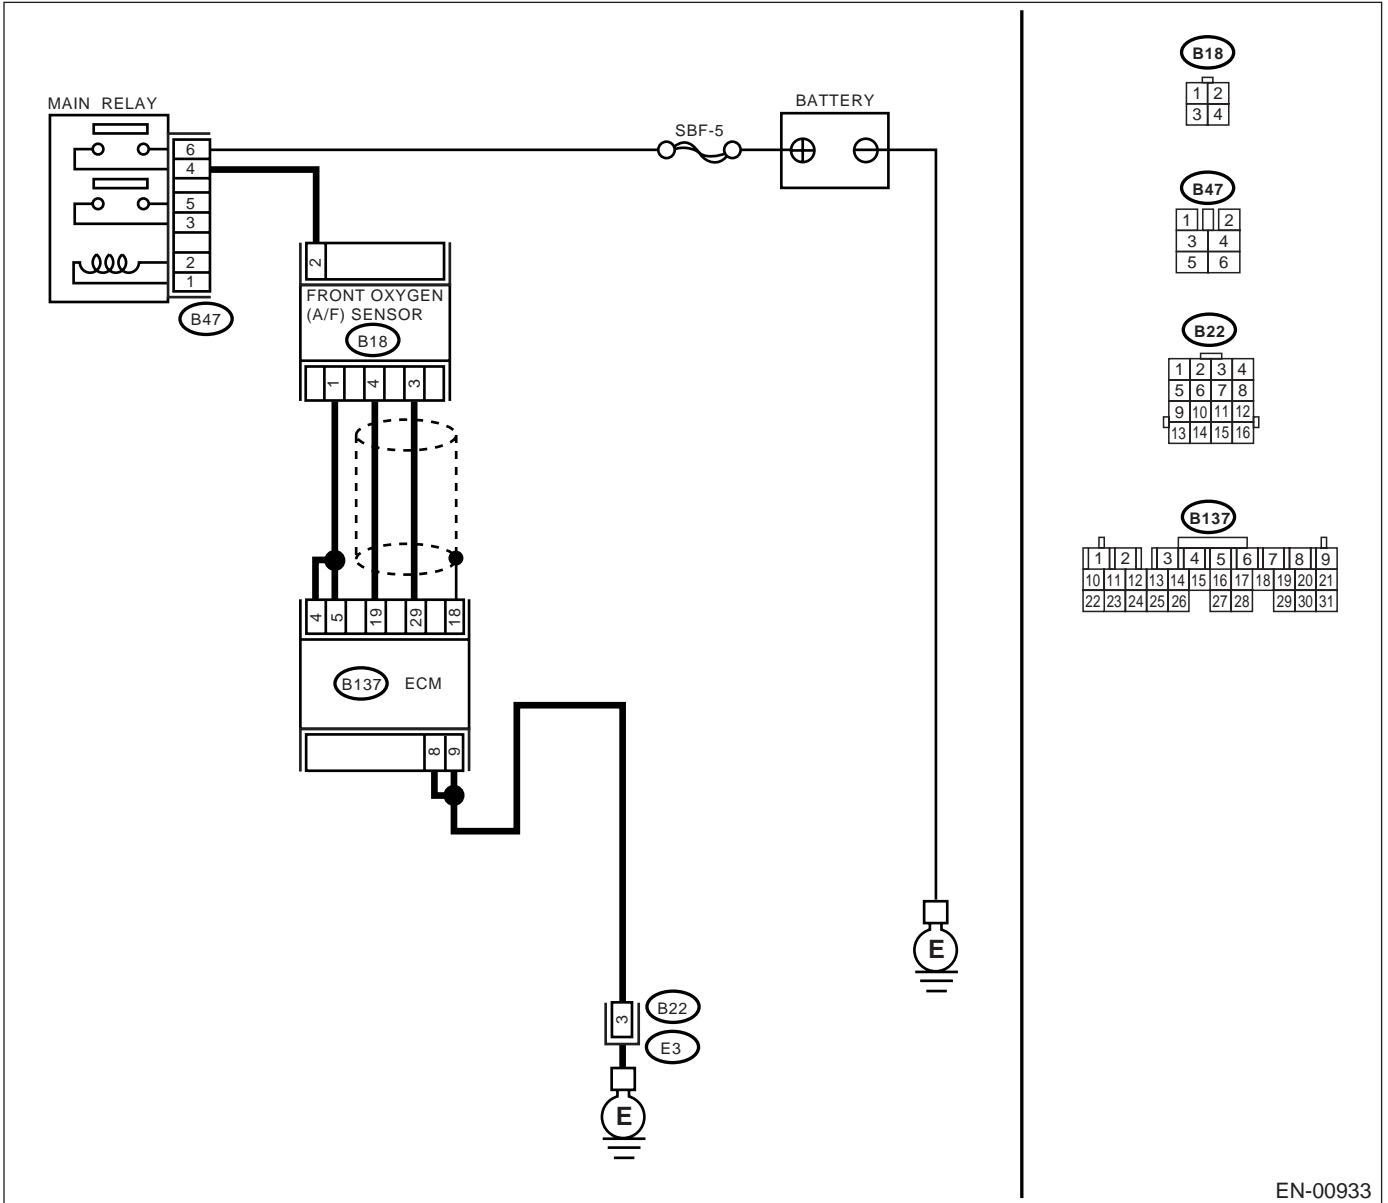 MAIN RELAY
6
4
5
3
2
1
B47
SBF-5
BATTERY
2
FRONT OXYGEN
(A/F) SENSOR
B18
1 4 3
4 5 19 29 18
B137 ECM
8 9
3
B22
E3
E
E
B18
1 2
3 4
B47
1 2
3 4
5 6
B22
1 2 3 4
5 6 7 8
9 10 11 12
13 14 15 16
B137
1 2 3 4 5 6 7 8 9
10 11 12 13 14 15 16 17 18 19 20 21
22 23 24 25 26 27 28 29 30 31
EN-00933